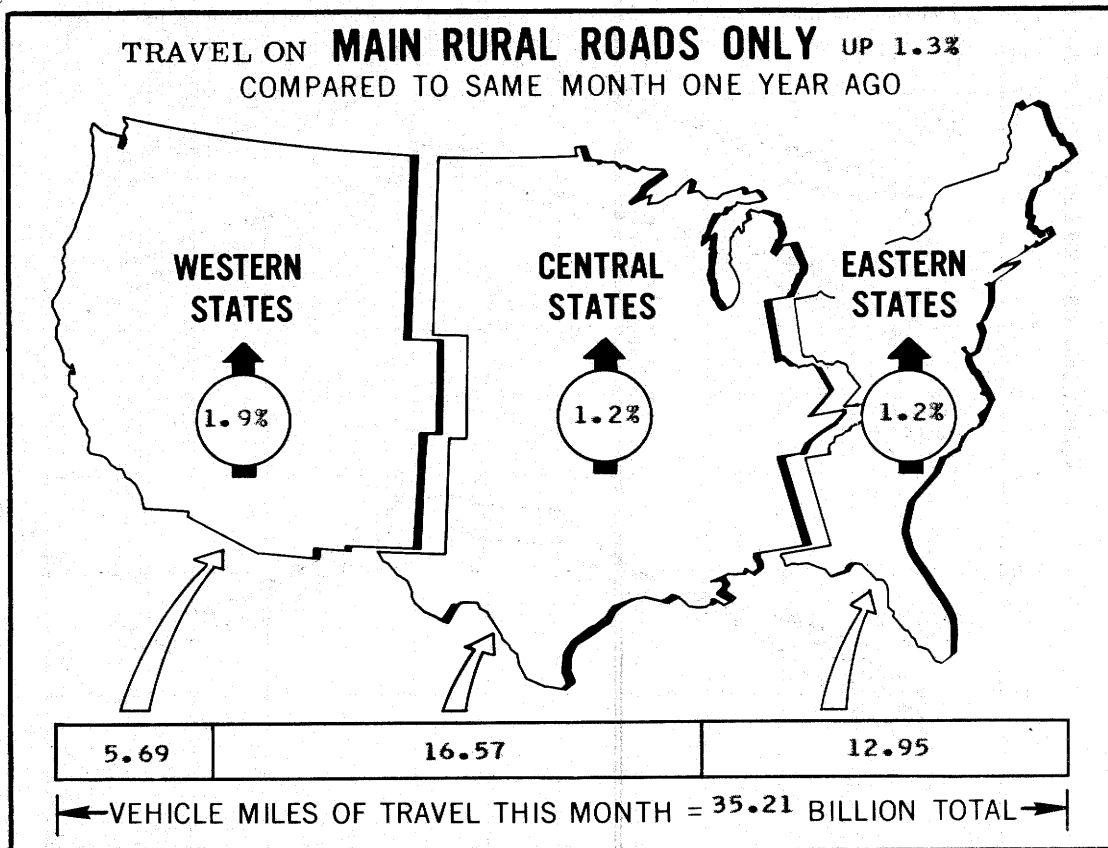 TRAVEL ON MAIN RURAL ROADS ONLY UP 1.3%
COMPARED TO SAME MONTH ONE YEAR AGO
WESTERN
STATES
1.9%
CENTRAL
STATES
1.2%
EASTERN
STATES
1.2%
5.69 16.57 12.95
VEHICLE MILES OF TRAVEL THIS MONTH = 35.21 BILLION TOTAL